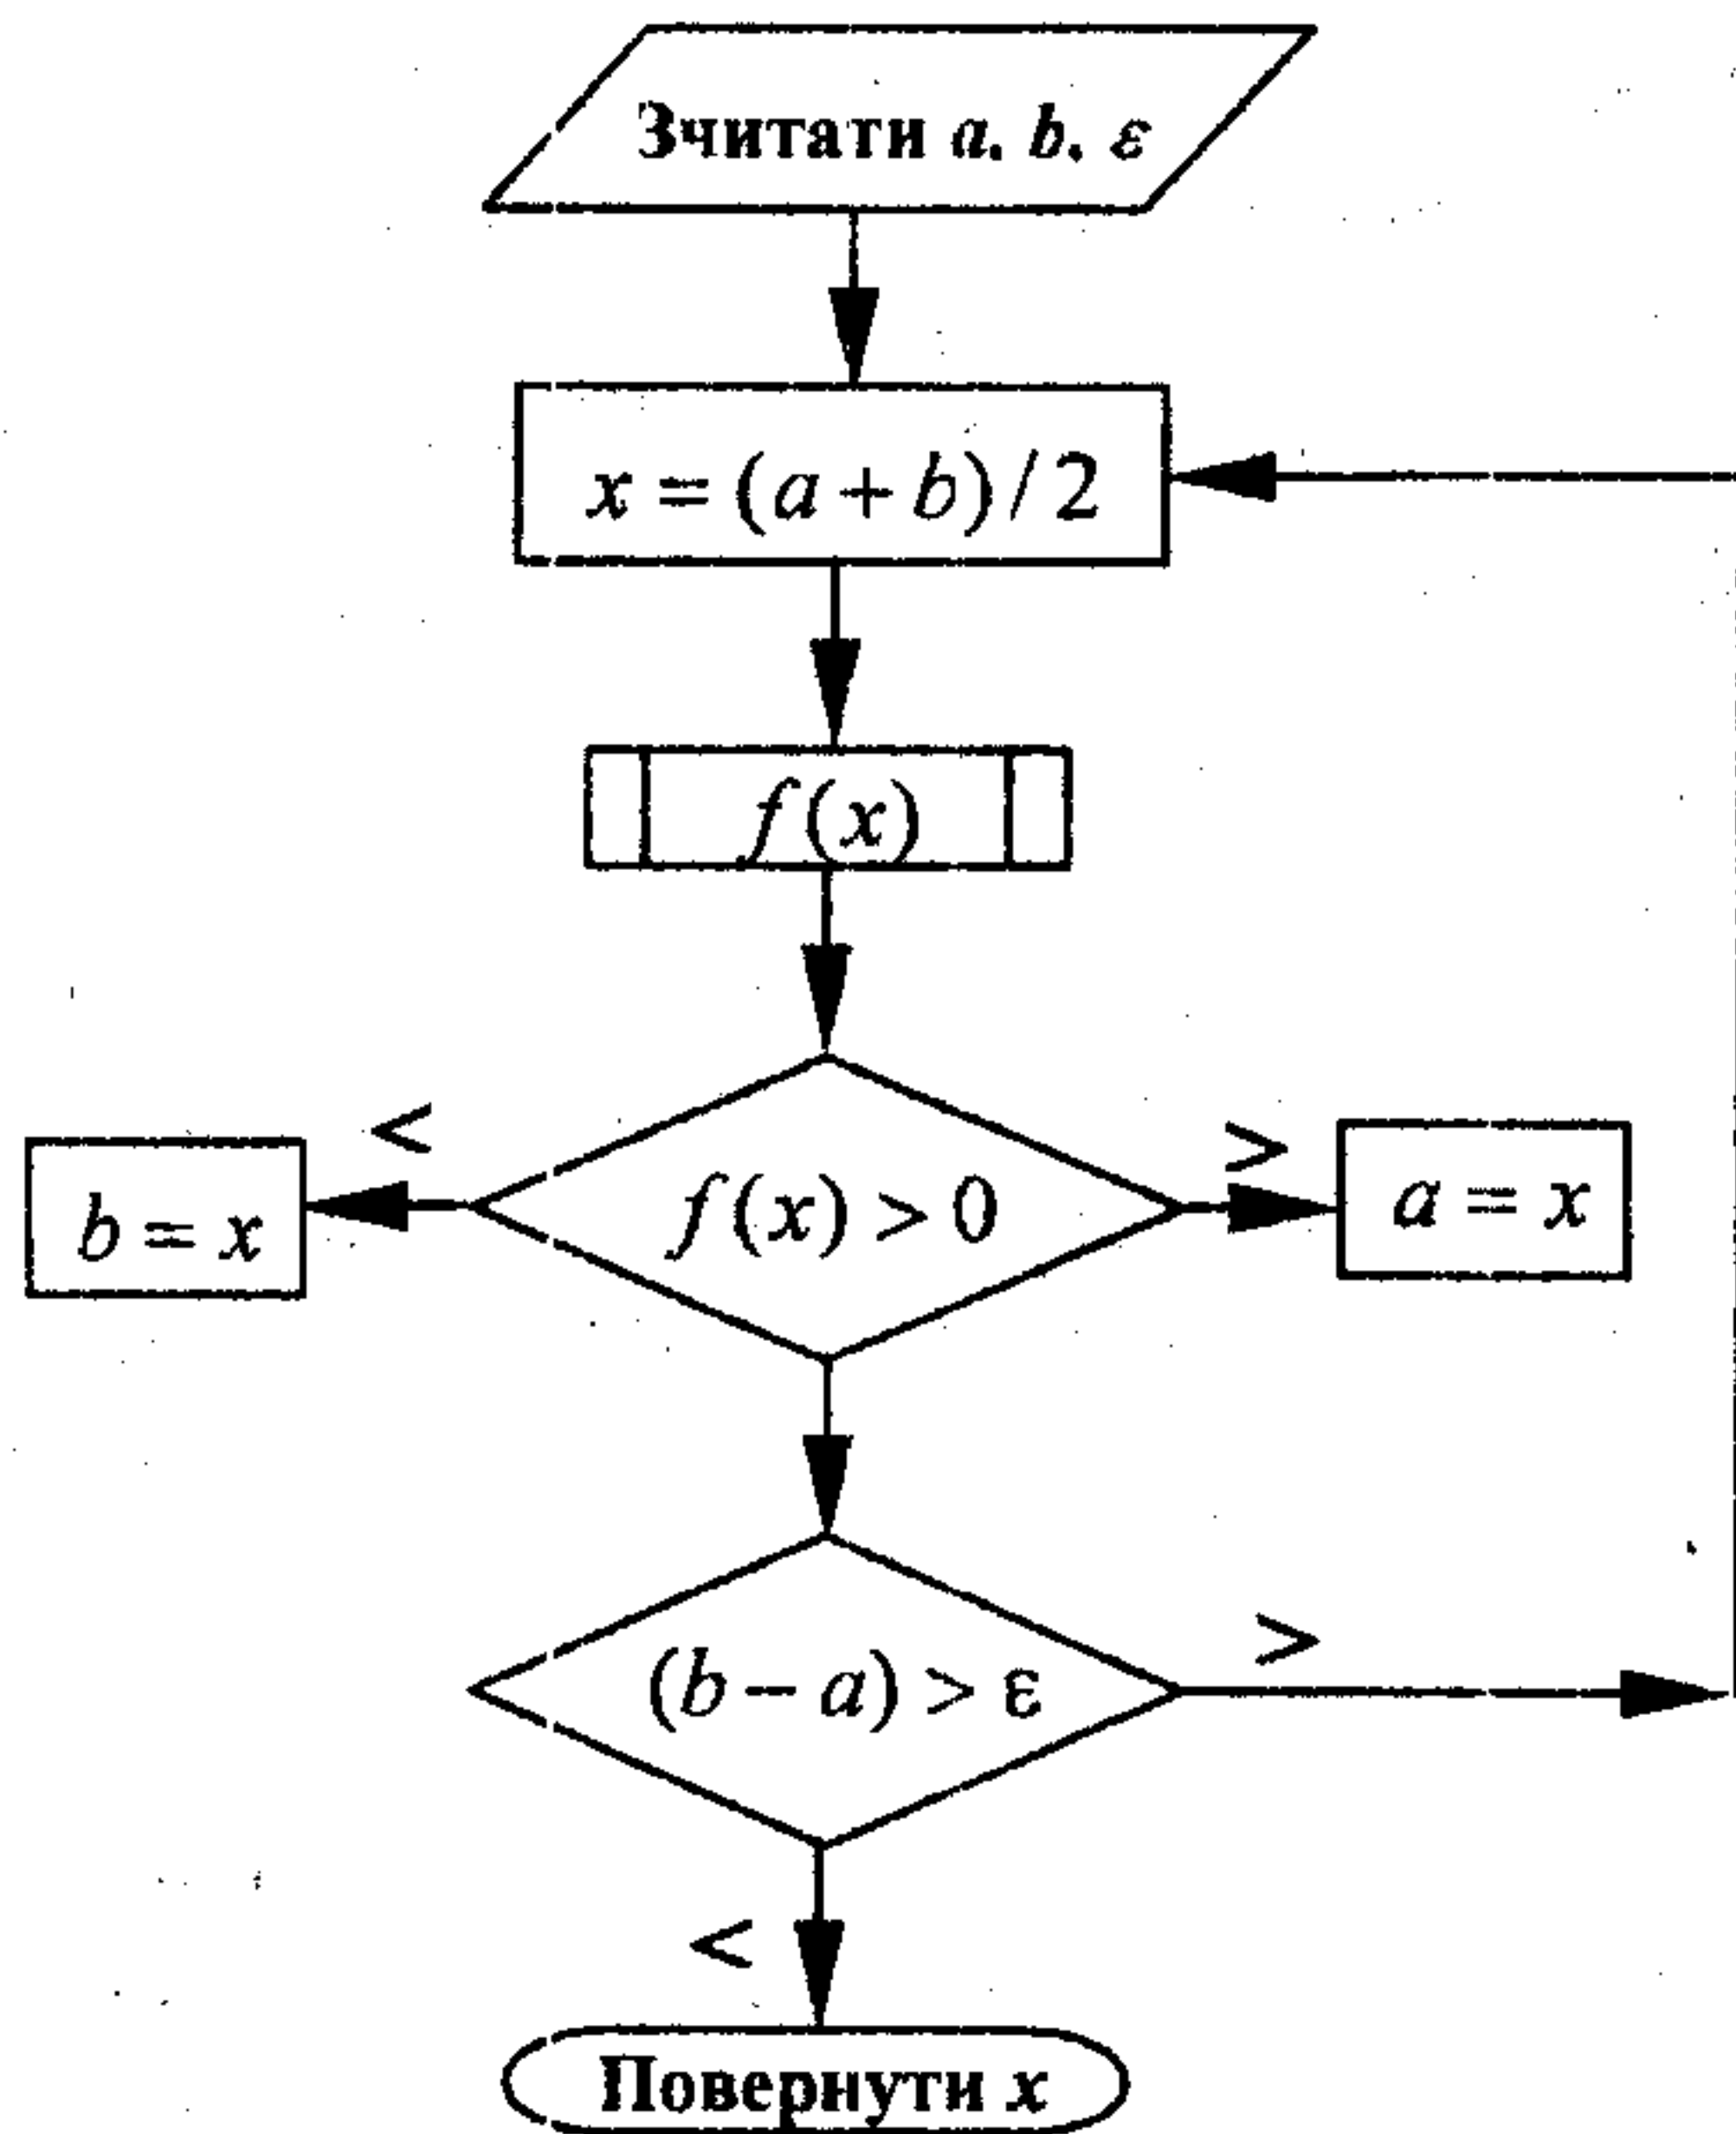 Зчитати a, b, ε
x = (a + b) / 2
f(x)
<
>
b = x
f(x) > 0
a = x
>
(b − a) > ε
<
Повернути x